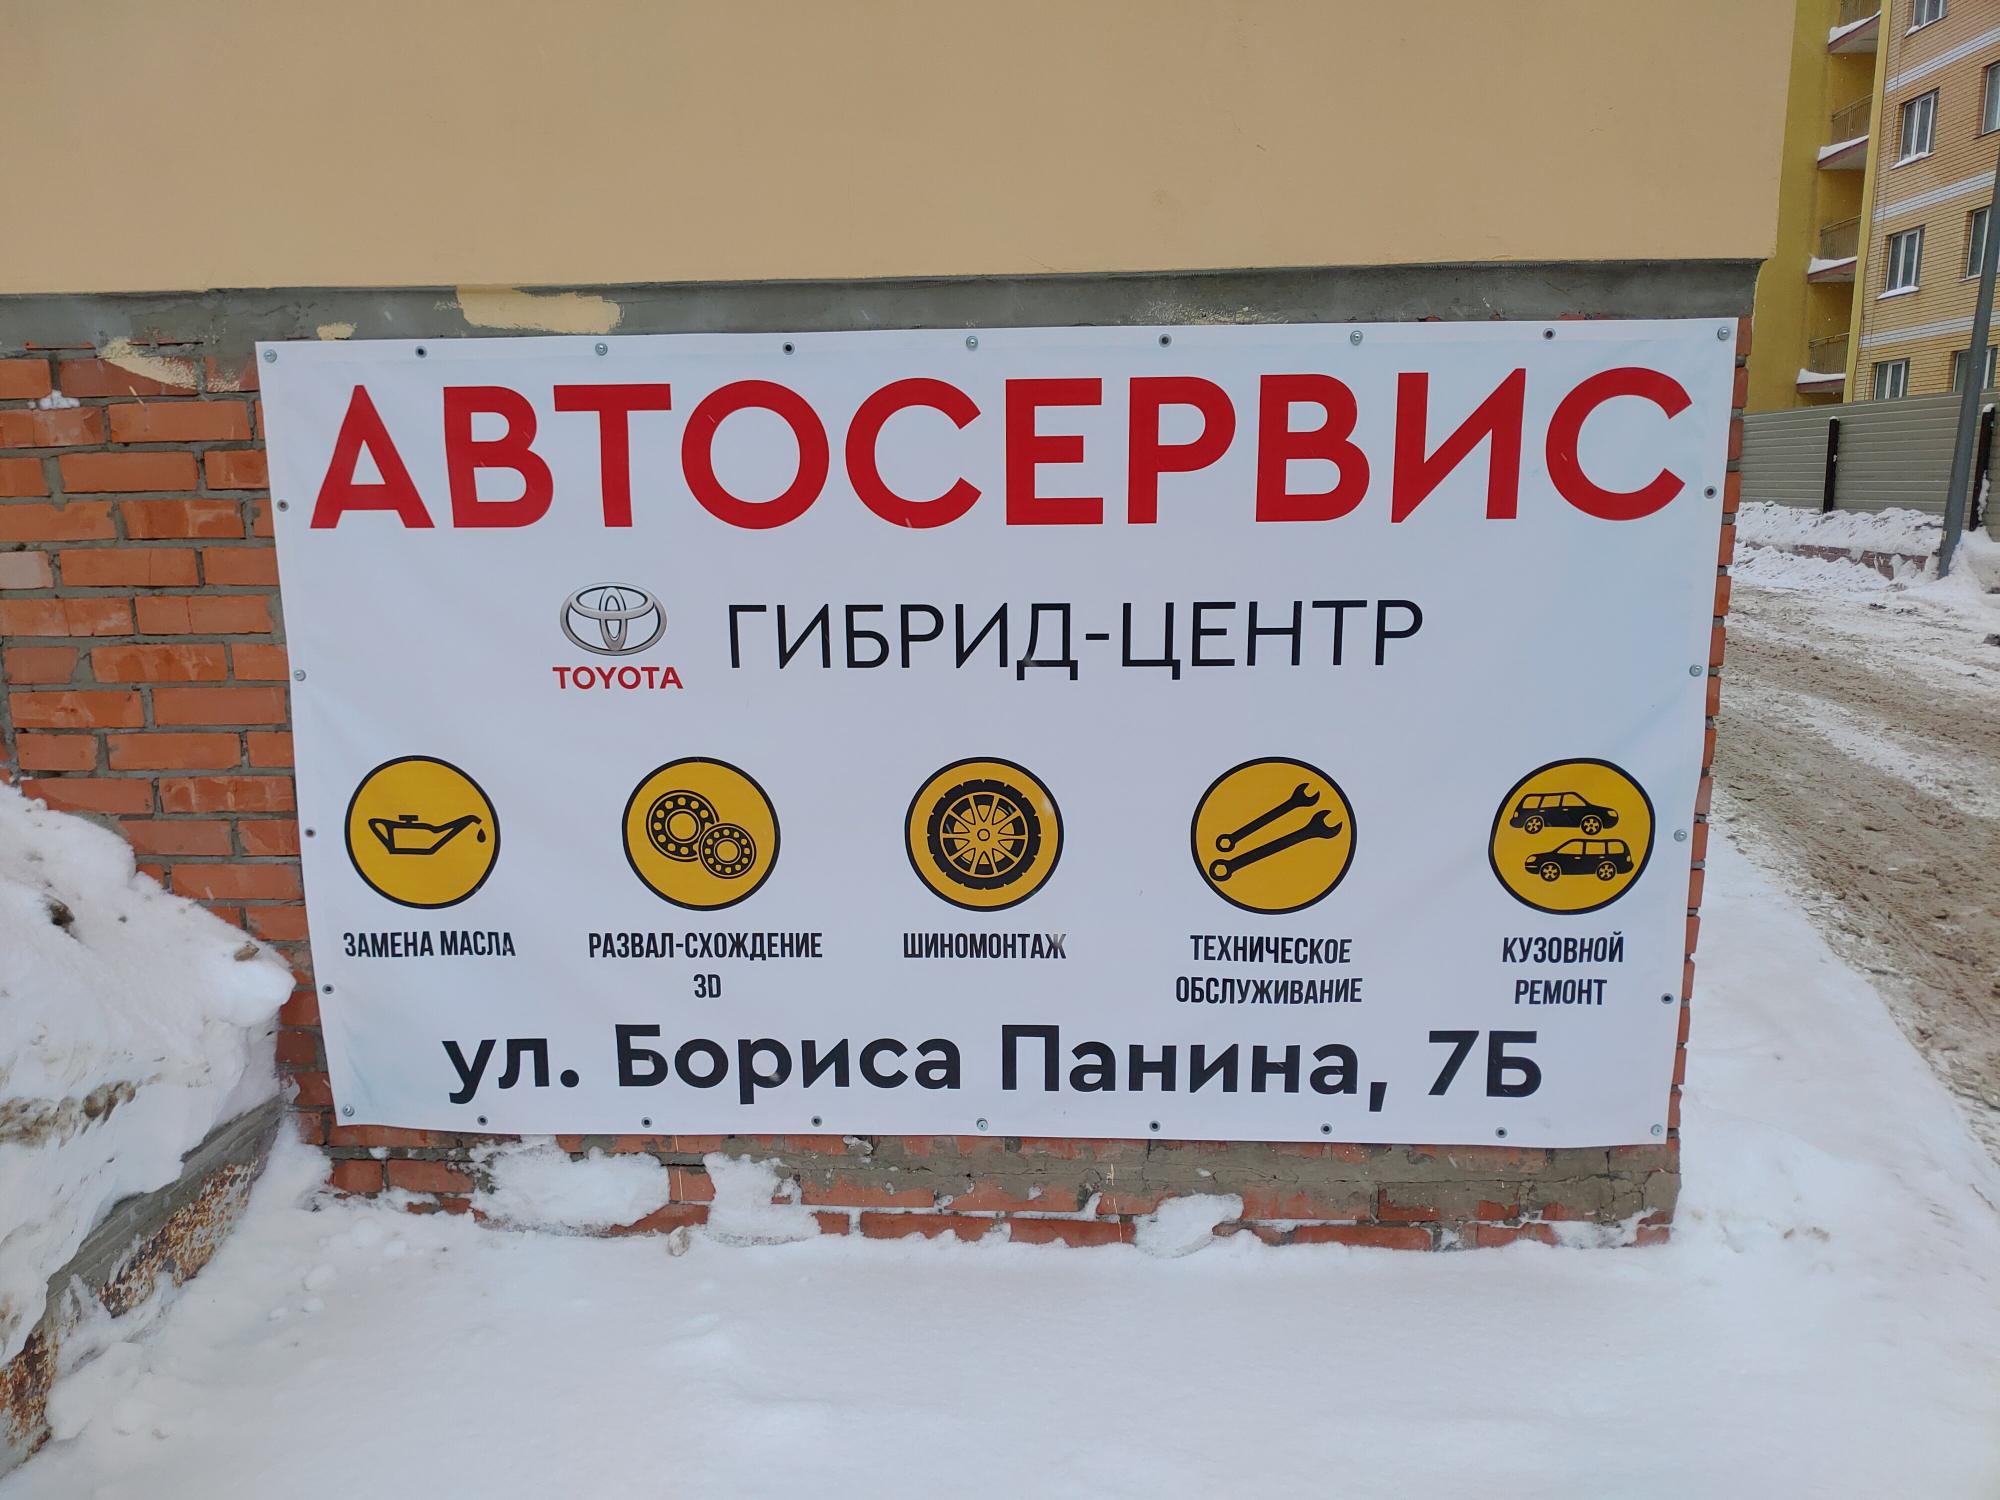 АВТОСЕРВИС
TOYOTA ГИБРИД-ЦЕНТР
ЗАМЕНА МАСЛА
РАЗВАЛ-СХОЖДЕНИЕ
3D
ШИНОМОНТАЖ
ТЕХНИЧЕСКОЕ
ОБСЛУЖИВАНИЕ
КУЗОВНОЙ
РЕМОНТ
ул. Бориса Панина, 7Б